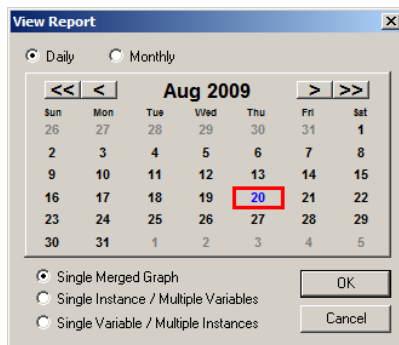 View Report
Daily Monthly
<< < Aug 2009 > >>
Sun Mon Tue Wed Thu Fri Sat
26 27 28 29 30 31 1
2 3 4 5 6 7 8
9 10 11 12 13 14 15
16 17 18 19 20 21 22
23 24 25 26 27 28 29
30 31 1 2 3 4 5
Single Merged Graph
Single Instance / Multiple Variables
Single Variable / Multiple Instances
OK
Cancel